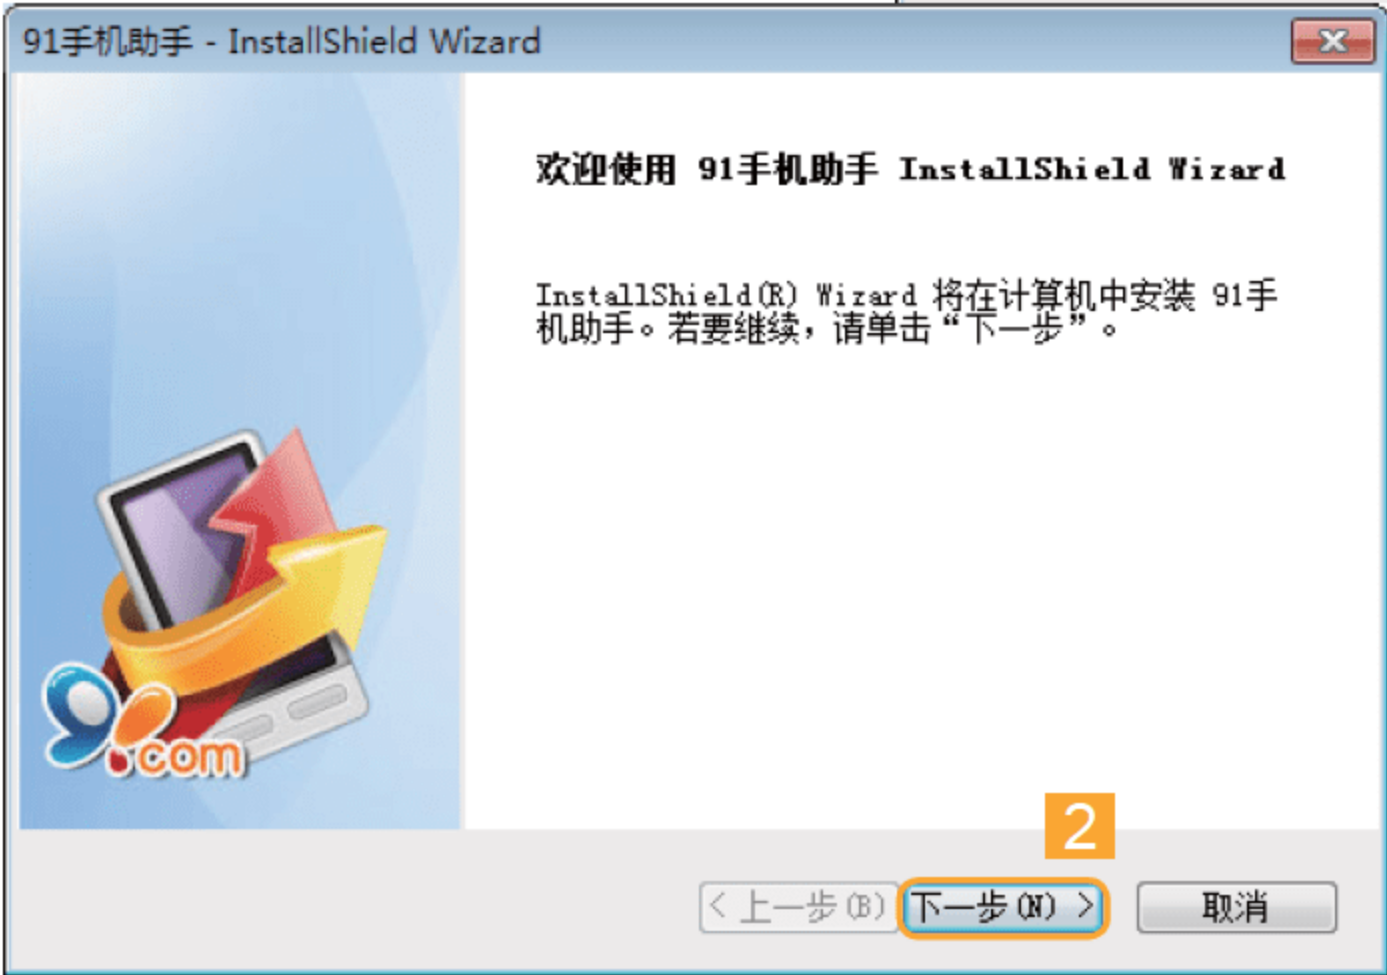 91手机助手 - InstallShield Wizard
欢迎使用 91手机助手 InstallShield Wizard
InstallShield(R) Wizard 将在计算机中安装 91手
机助手。若要继续，请单击“下一步”。
91.com
2
< 上一步(B) 下一步(N) > 取消